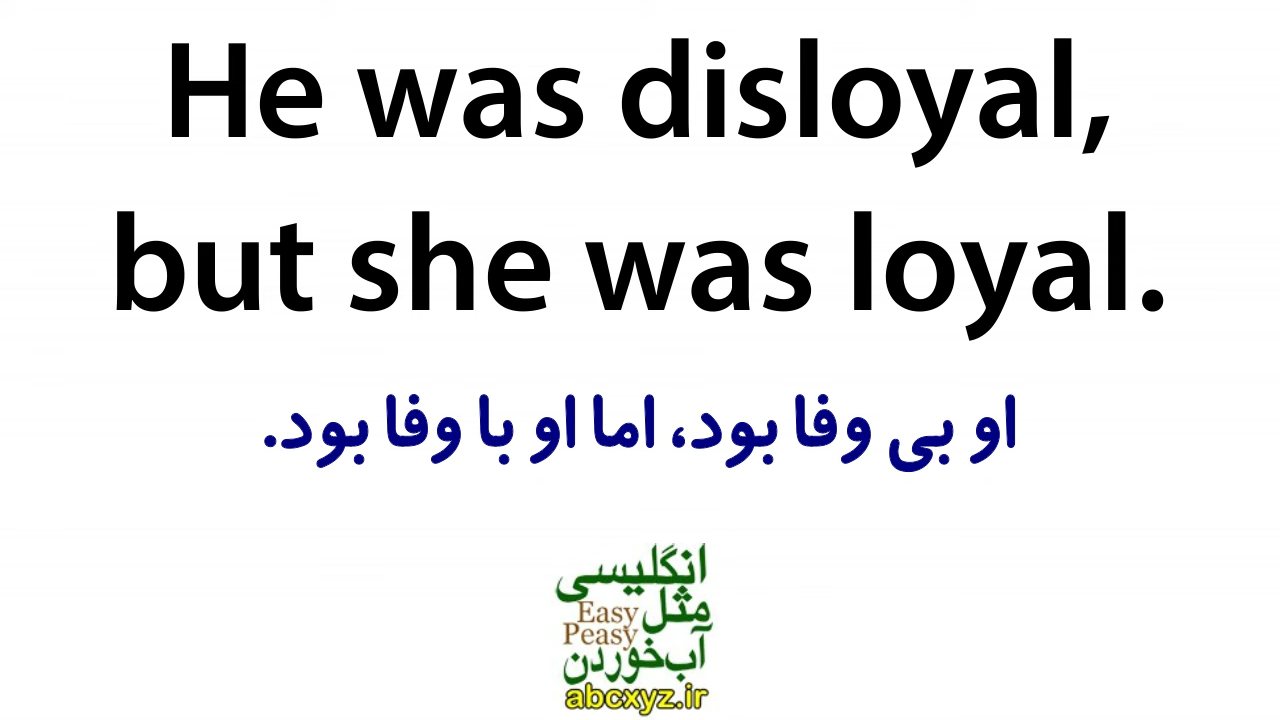 He was disloyal,
but she was loyal.
او بی وفا بود، اما او با وفا بود.
انگلیسی
مثل
Easy
Peasy
آب‌خوردن
abcxyz.ir